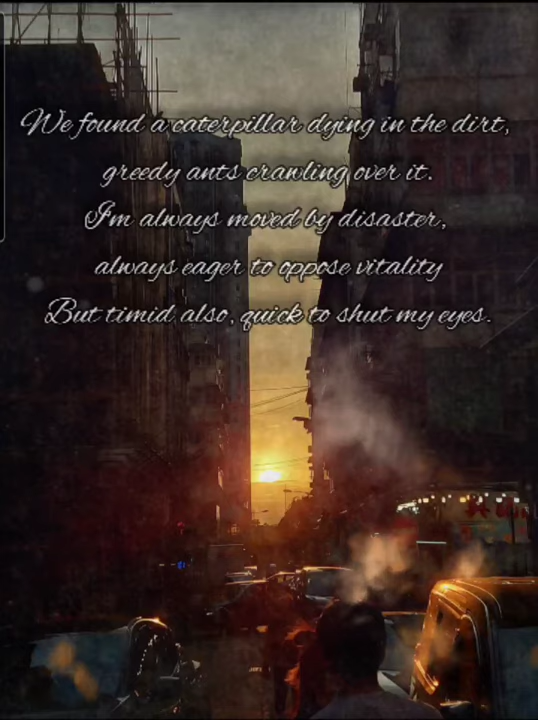 We found a caterpillar dying in the dirt,
greedy ants crawling over it.
I'm always moved by disaster,
always eager to oppose vitality
But timid also, quick to shut my eyes.